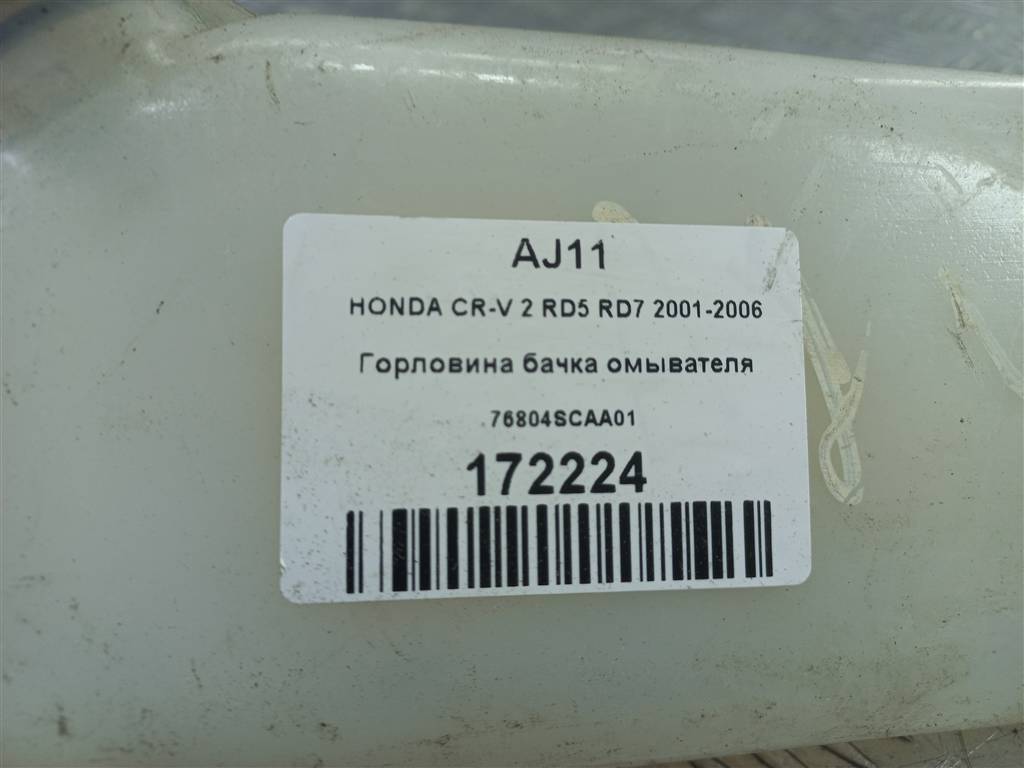 AJ11
HONDA CR-V 2 RD5 RD7 2001-2006
Горловина бачка омывателя
76804SCAA01
172224